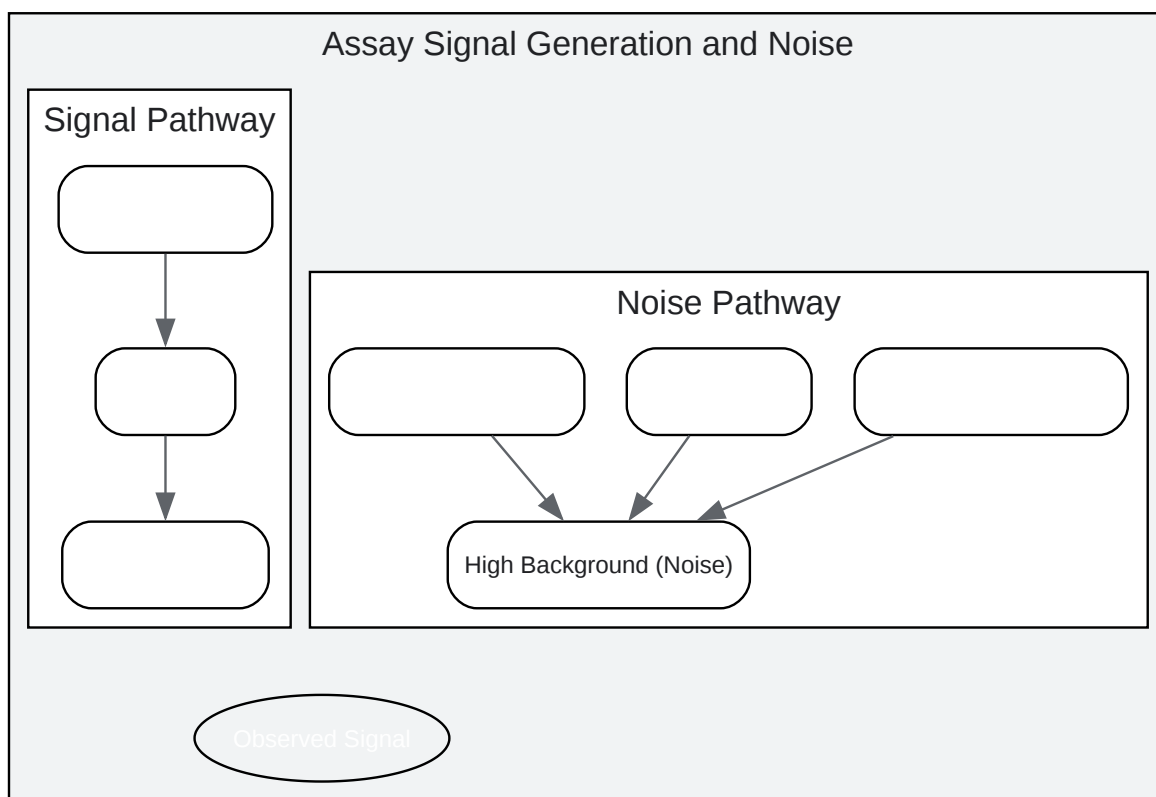 Assay Signal Generation and Noise
Signal Pathway
Noise Pathway
High Background (Noise)
Observed Signal